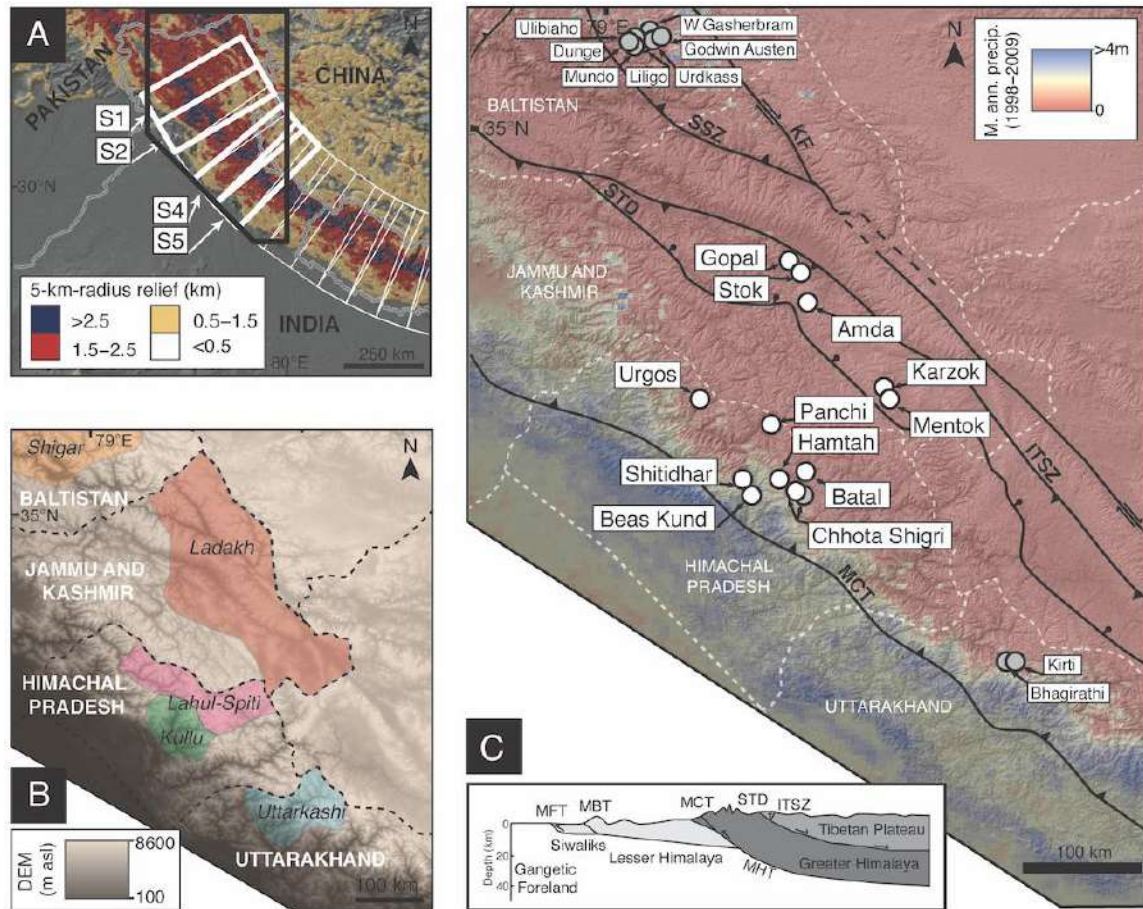 A
N
PAKISTAN
CHINA
S1
S2
30°N
S4
S5
5-km-radius relief (km)
>2.5
0.5–1.5
1.5–2.5
<0.5
INDIA
80°E
250 km
Shigar
79°E
N
BALTISTAN
35°N
Ladakh
JAMMU AND
KASHMIR
HIMACHAL
PRADESH
Lahul-Spiti
Kullu
B
Uttarkashi
DEM
(m asl)
8600
100
UTTARAKHAND
100 km
79°E
Ulibiaho
W.Gasherbram
Dunge
Godwin Austen
Mundo
Liligo
Urdkass
N
M. ann. precip.
(1998–2009)
>4m
0
BALTISTAN
35°N
SSZ
KF
STD
JAMMU AND
KASHMIR
Gopal
Stok
Amda
Urgos
Karzok
Panchi
Mentok
Hamtah
ITSZ
Shitidhar
Batal
Beas Kund
Chhota Shigri
HIMACHAL
PRADESH
MCT
Kirti
Bhagirathi
UTTARAKHAND
C
MFT
MBT
MCT
STD
ITSZ
Depth (km)
0
20
40
Siwaliks
Tibetan Plateau
Lesser Himalaya
Greater Himalaya
MHT
Gangetic
Foreland
100 km